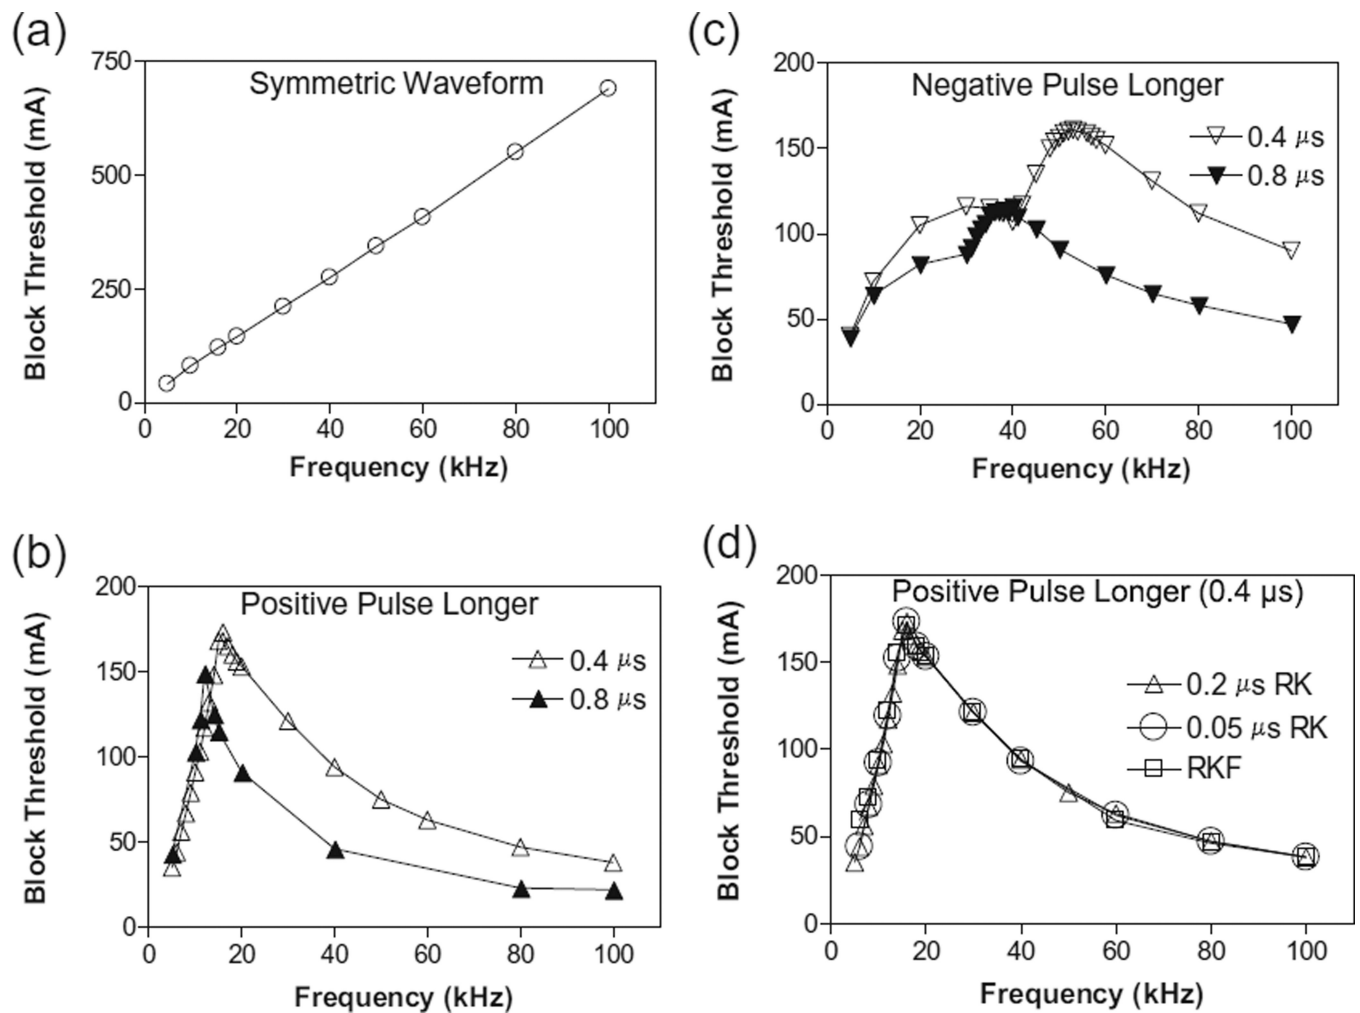 (a)
Symmetric Waveform
Block Threshold (mA)
750
500
250
0
0 20 40 60 80 100
Frequency (kHz)
(c)
Negative Pulse Longer
0.4 μs
0.8 μs
Block Threshold (mA)
200
150
100
50
0
0 20 40 60 80 100
Frequency (kHz)
(b)
Positive Pulse Longer
0.4 μs
0.8 μs
Block Threshold (mA)
200
150
100
50
0
0 20 40 60 80 100
Frequency (kHz)
(d)
Positive Pulse Longer (0.4 μs)
0.2 μs RK
0.05 μs RK
RKF
Block Threshold (mA)
200
150
100
50
0
0 20 40 60 80 100
Frequency (kHz)